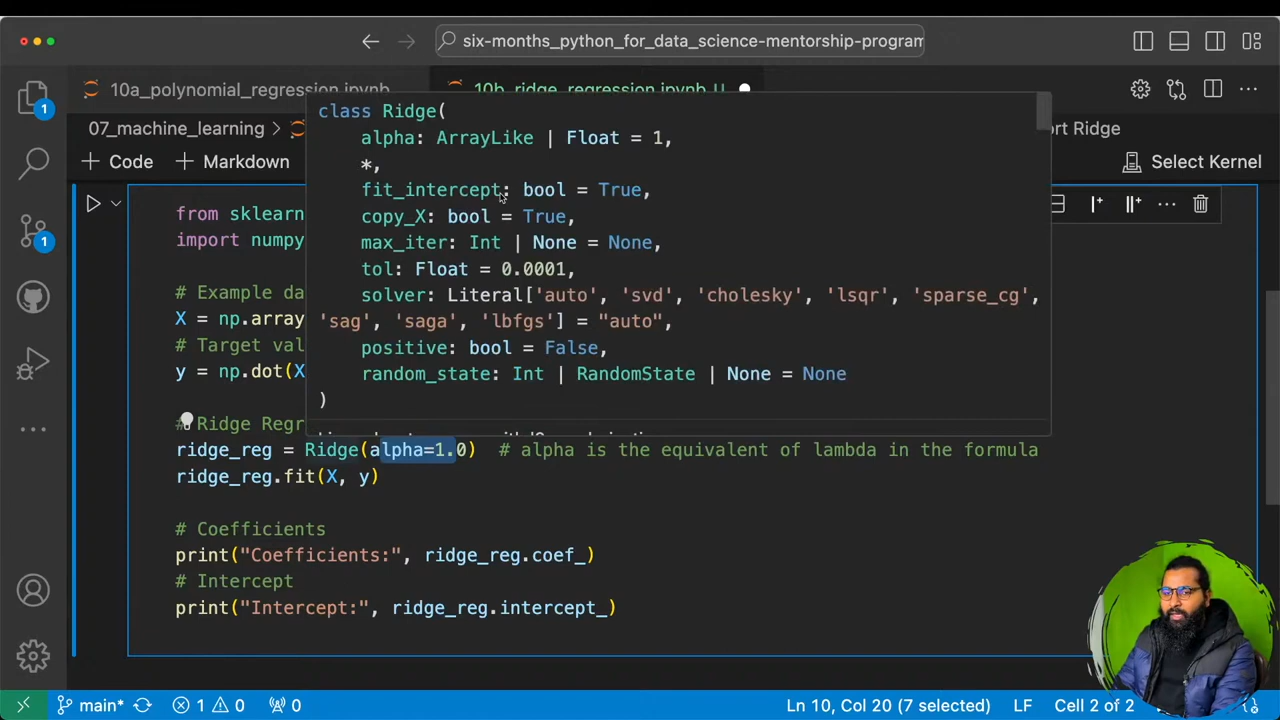 six-months_python_for_data_science-mentorship-program
10a_polynomial_regression.ipynb
10b_ridge_regression.ipynb U
07_machine_learning >
rt Ridge
+ Code + Markdown
Select Kernel
class Ridge(
alpha: ArrayLike | Float = 1,
*,
fit_intercept: bool = True,
copy_X: bool = True,
max_iter: Int | None = None,
tol: Float = 0.0001,
solver: Literal['auto', 'svd', 'cholesky', 'lsqr', 'sparse_cg',
'sag', 'saga', 'lbfgs'] = "auto",
positive: bool = False,
random_state: Int | RandomState | None = None
)
from sklearn
import numpy
# Example da
X = np.array
# Target val
y = np.dot(X
# Ridge Regr
ridge_reg = Ridge(alpha=1.0) # alpha is the equivalent of lambda in the formula
ridge_reg.fit(X, y)
# Coefficients
print("Coefficients:", ridge_reg.coef_)
# Intercept
print("Intercept:", ridge_reg.intercept_)
1
1
main* 1 0 0
Ln 10, Col 20 (7 selected) LF Cell 2 of 2